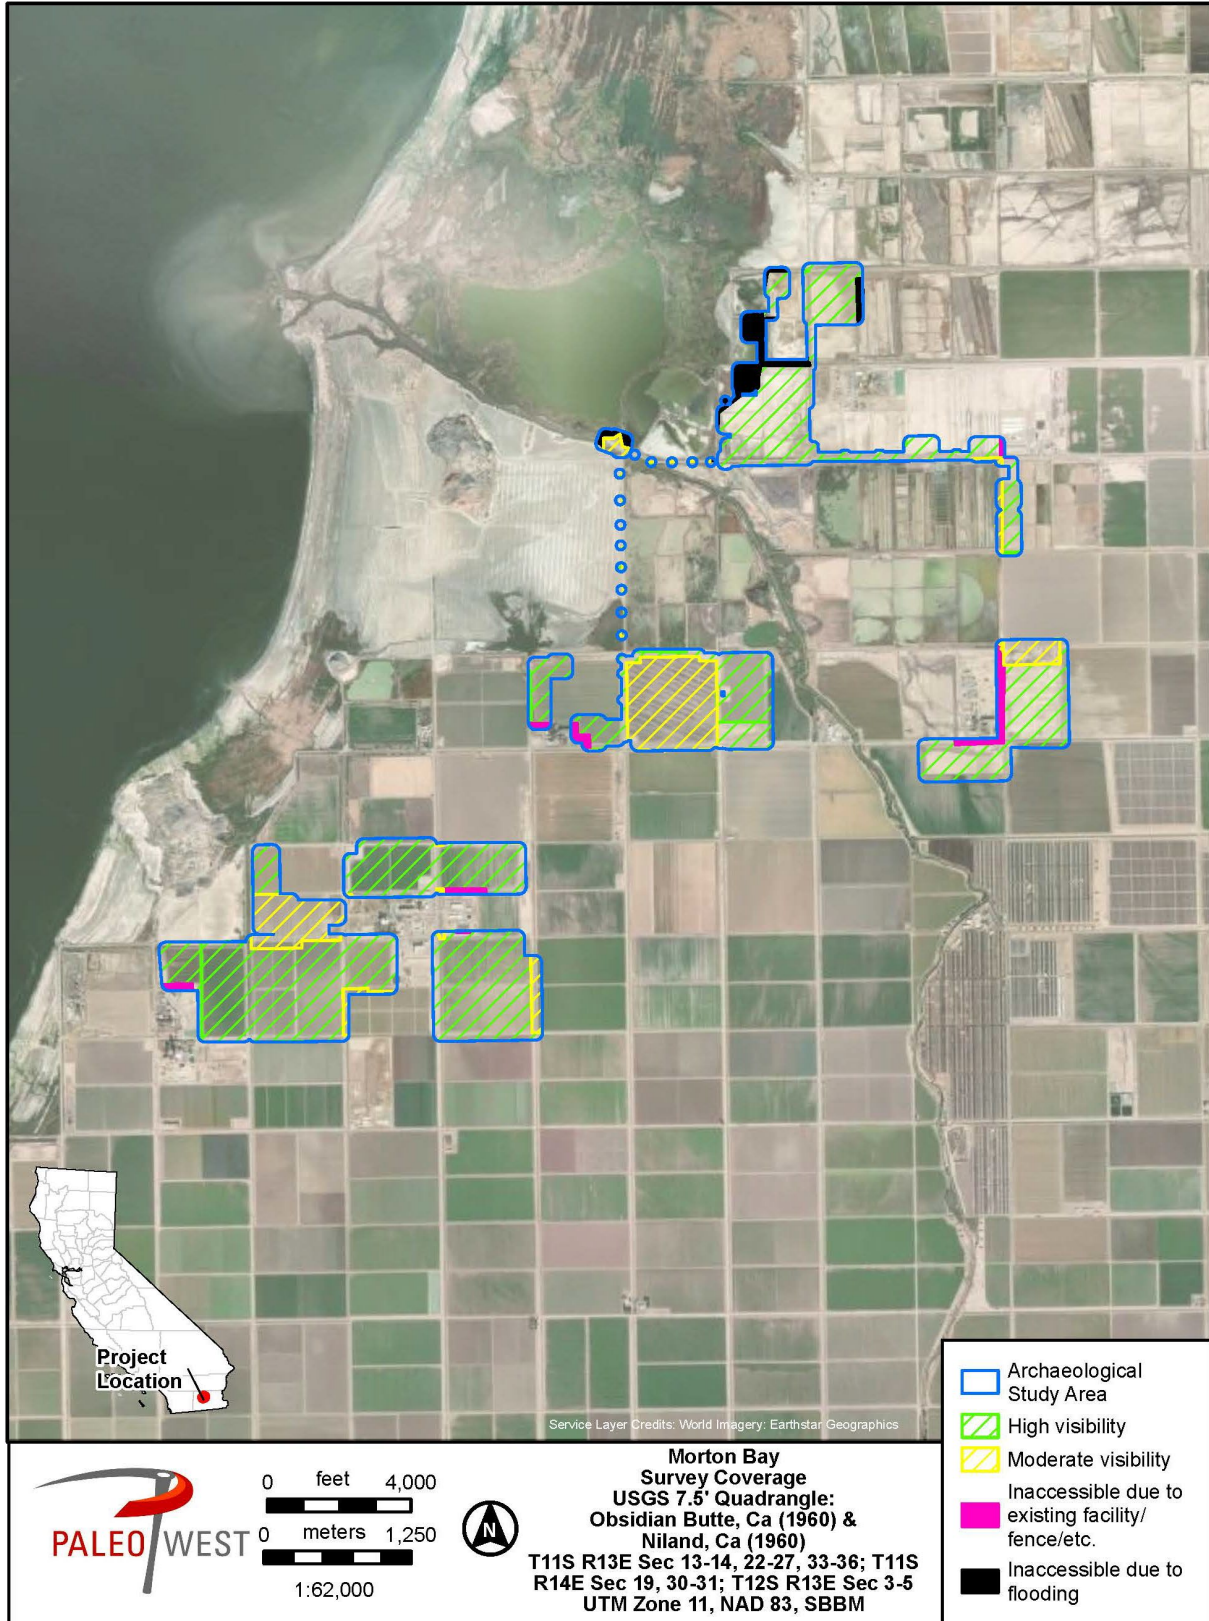 Project
Location
Service Layer Credits: World Imagery: Earthstar Geographics
Archaeological
Study Area
High visibility
Moderate visibility
Inaccessible due to
existing facility/
fence/etc.
Inaccessible due to
flooding
PALEO WEST
0 feet 4,000
0 meters 1,250
1:62,000
N
Morton Bay
Survey Coverage
USGS 7.5' Quadrangle:
Obsidian Butte, Ca (1960) &
Niland, Ca (1960)
T11S R13E Sec 13-14, 22-27, 33-36; T11S
R14E Sec 19, 30-31; T12S R13E Sec 3-5
UTM Zone 11, NAD 83, SBBM